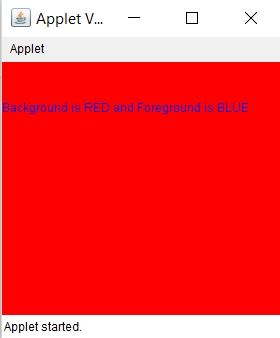 Applet V...
Applet
Background is RED and Foreground is BLUE
Applet started.